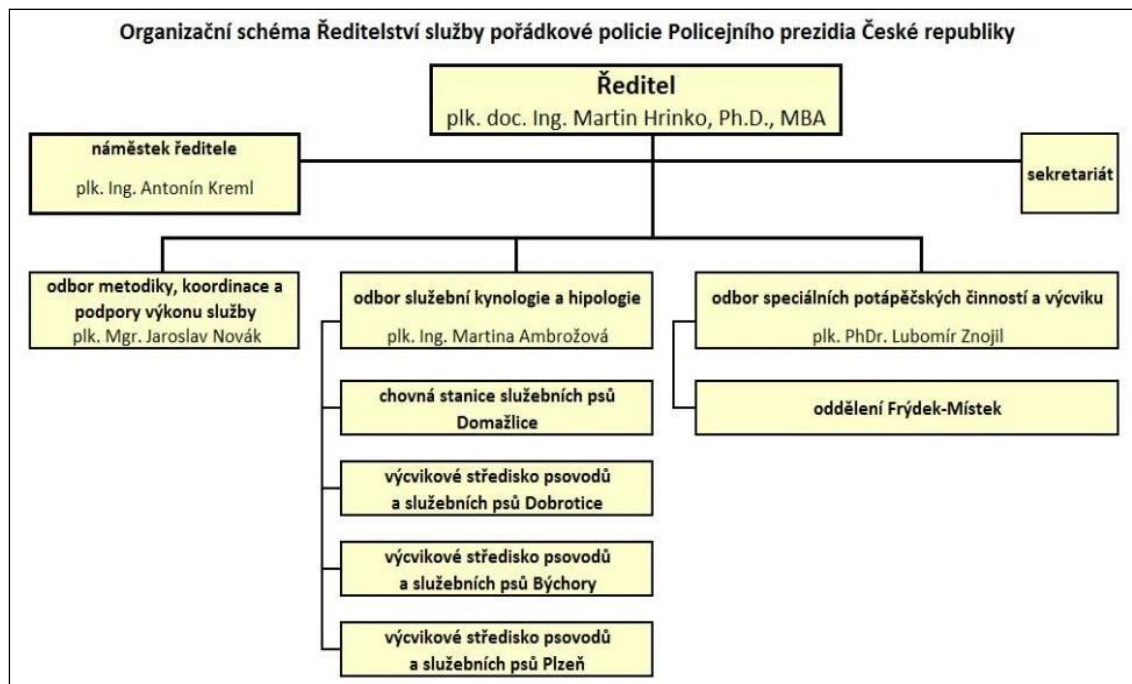 Organizační schéma Ředitelství služby pořádkové policie Policejního prezidia České republiky
Ředitel
plk. doc. Ing. Martin Hrinko, Ph.D., MBA
náměstek ředitele
plk. Ing. Antonín Kreml
sekretariát
odbor metodiky, koordinace a
podpory výkonu služby
plk. Mgr. Jaroslav Novák
odbor služební kynologie a hipologie
plk. Ing. Martina Ambrožová
chovná stanice služebních psů
Domažlice
výcvikové středisko psovodů
a služebních psů Dobrotice
výcvikové středisko psovodů
a služebních psů Býchory
výcvikové středisko psovodů
a služebních psů Plzeň
odbor speciálních potápěčských činností a výcviku
plk. PhDr. Lubomír Znojil
oddělení Frýdek-Místek